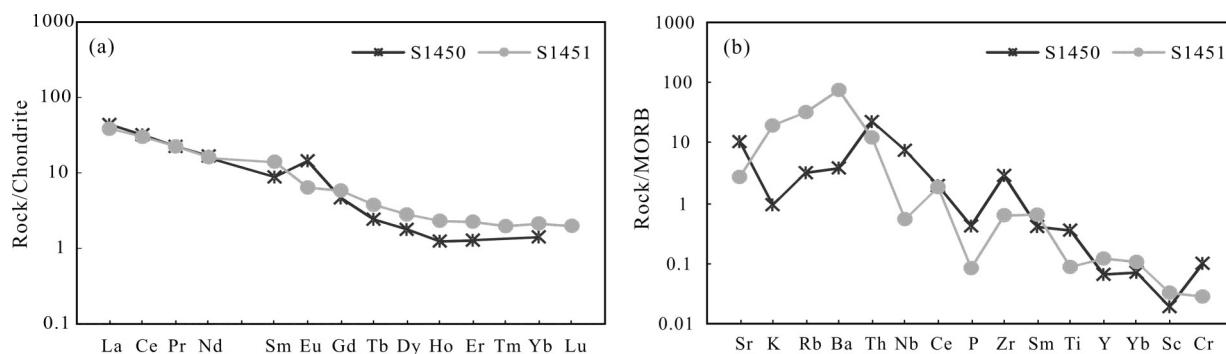 (a)
S1450
S1451
Rock/Chondrite
1000
100
10
1
0.1
La Ce Pr Nd Sm Eu Gd Tb Dy Ho Er Tm Yb Lu
(b)
S1450
S1451
Rock/MORB
1000
100
10
1
0.1
0.01
Sr K Rb Ba Th Nb Ce P Zr Sm Ti Y Yb Sc Cr